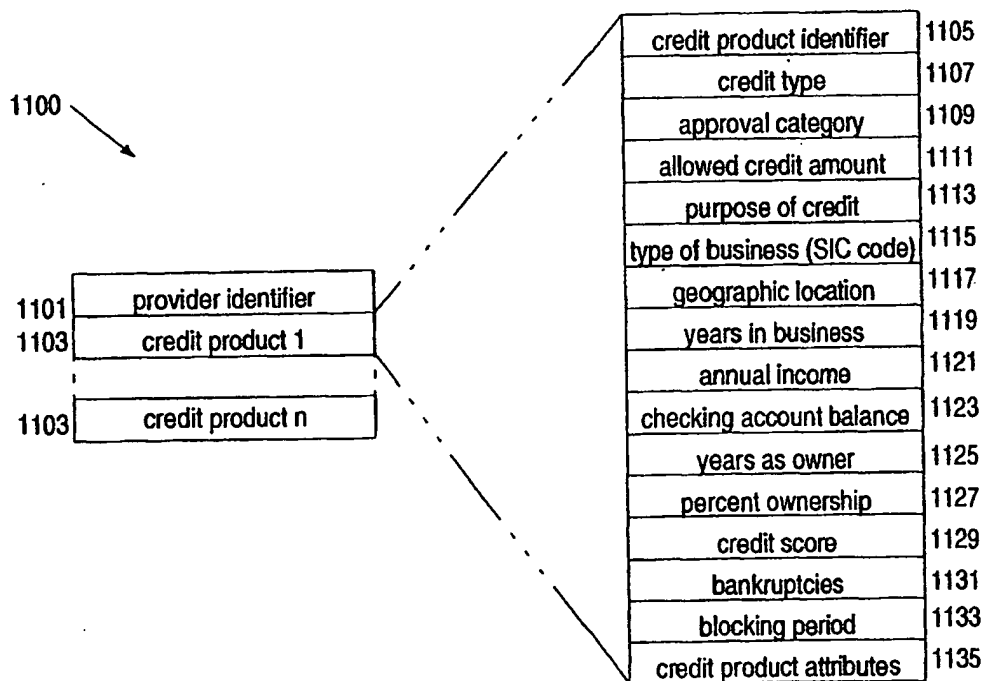 1100
1101 provider identifier
1103 credit product 1
1103 credit product n
credit product identifier 1105
credit type 1107
approval category 1109
allowed credit amount 1111
purpose of credit 1113
type of business (SIC code) 1115
geographic location 1117
years in business 1119
annual income 1121
checking account balance 1123
years as owner 1125
percent ownership 1127
credit score 1129
bankruptcies 1131
blocking period 1133
credit product attributes 1135